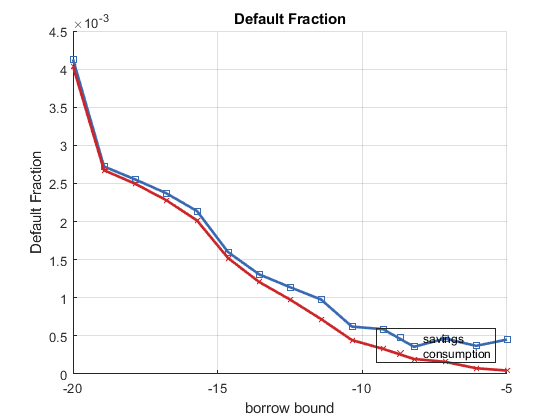 Default Fraction
×10-3
4.5
4
3.5
3
2.5
2
1.5
1
0.5
0
Default Fraction
savings
consumption
-20 -15 -10 -5
borrow bound